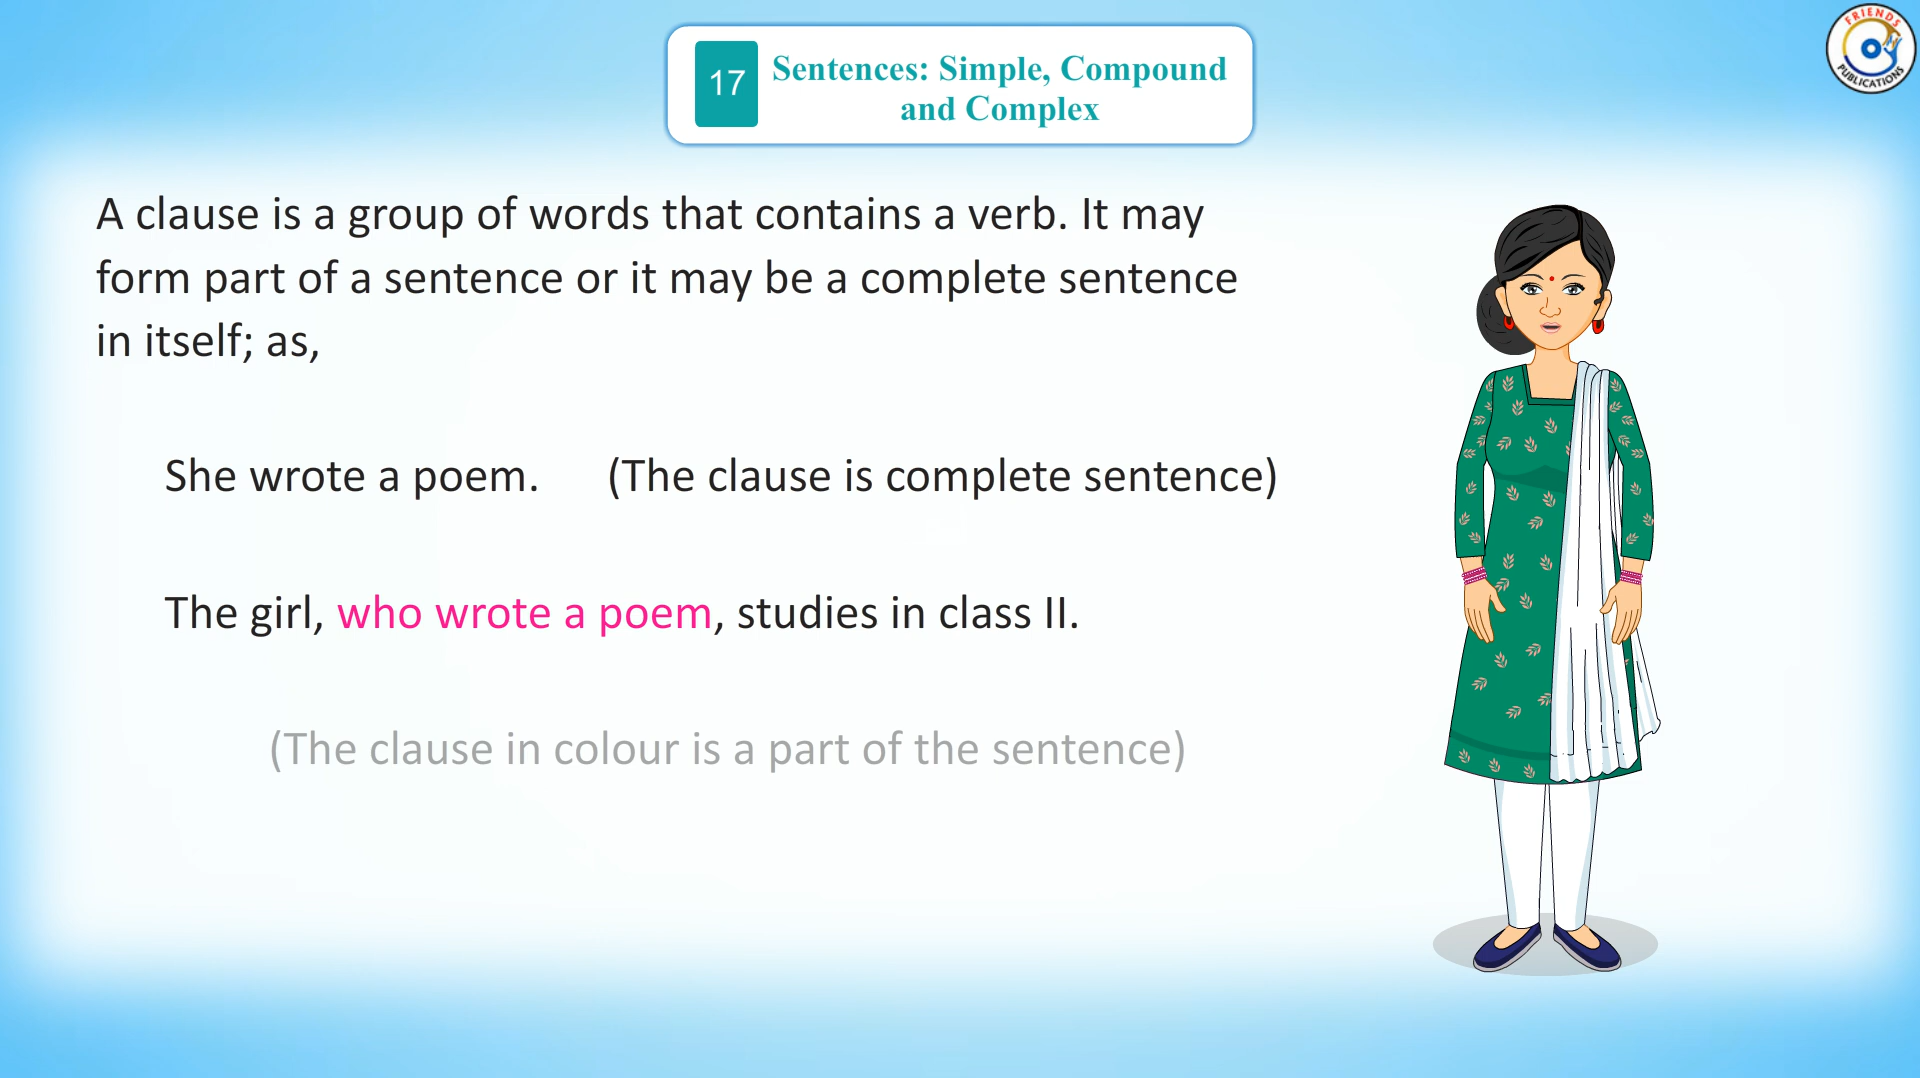 17
Sentences: Simple, Compound
and Complex
FRIENDS
PUBLICATIONS
A clause is a group of words that contains a verb. It may
form part of a sentence or it may be a complete sentence
in itself; as,
She wrote a poem. (The clause is complete sentence)
The girl, who wrote a poem, studies in class II.
(The clause in colour is a part of the sentence)